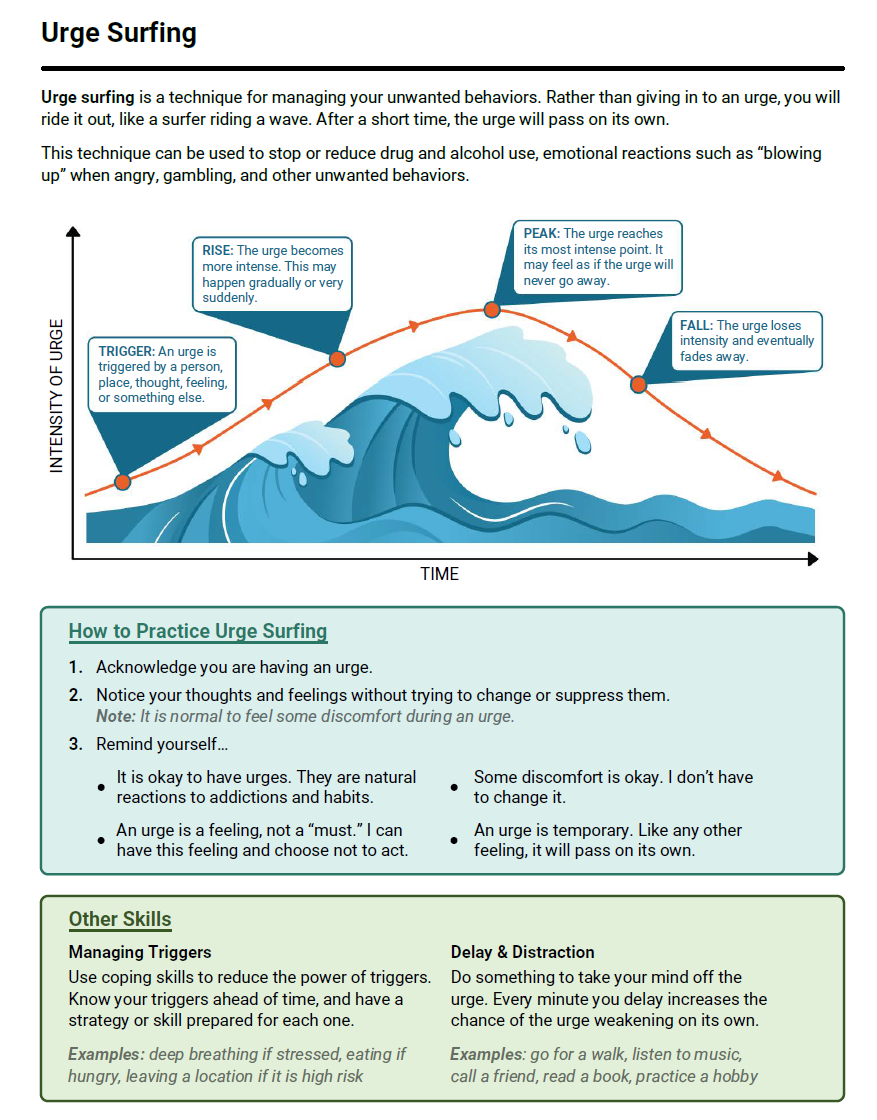 Urge Surfing
Urge surfing is a technique for managing your unwanted behaviors. Rather than giving in to an urge, you will
ride it out, like a surfer riding a wave. After a short time, the urge will pass on its own.
This technique can be used to stop or reduce drug and alcohol use, emotional reactions such as “blowing
up” when angry, gambling, and other unwanted behaviors.
INTENSITY OF URGE
TRIGGER: An urge is
triggered by a person,
place, thought, feeling,
or something else.
RISE: The urge becomes
more intense. This may
happen gradually or very
suddenly.
PEAK: The urge reaches
its most intense point. It
may feel as if the urge will
never go away.
FALL: The urge loses
intensity and eventually
fades away.
TIME
How to Practice Urge Surfing
1. Acknowledge you are having an urge.
2. Notice your thoughts and feelings without trying to change or suppress them.
Note: It is normal to feel some discomfort during an urge.
3. Remind yourself…
• It is okay to have urges. They are natural
reactions to addictions and habits.
• An urge is a feeling, not a “must.” I can
have this feeling and choose not to act.
• Some discomfort is okay. I don’t have
to change it.
• An urge is temporary. Like any other
feeling, it will pass on its own.
Other Skills
Managing Triggers
Use coping skills to reduce the power of triggers.
Know your triggers ahead of time, and have a
strategy or skill prepared for each one.
Examples: deep breathing if stressed, eating if
hungry, leaving a location if it is high risk
Delay & Distraction
Do something to take your mind off the
urge. Every minute you delay increases the
chance of the urge weakening on its own.
Examples: go for a walk, listen to music,
call a friend, read a book, practice a hobby